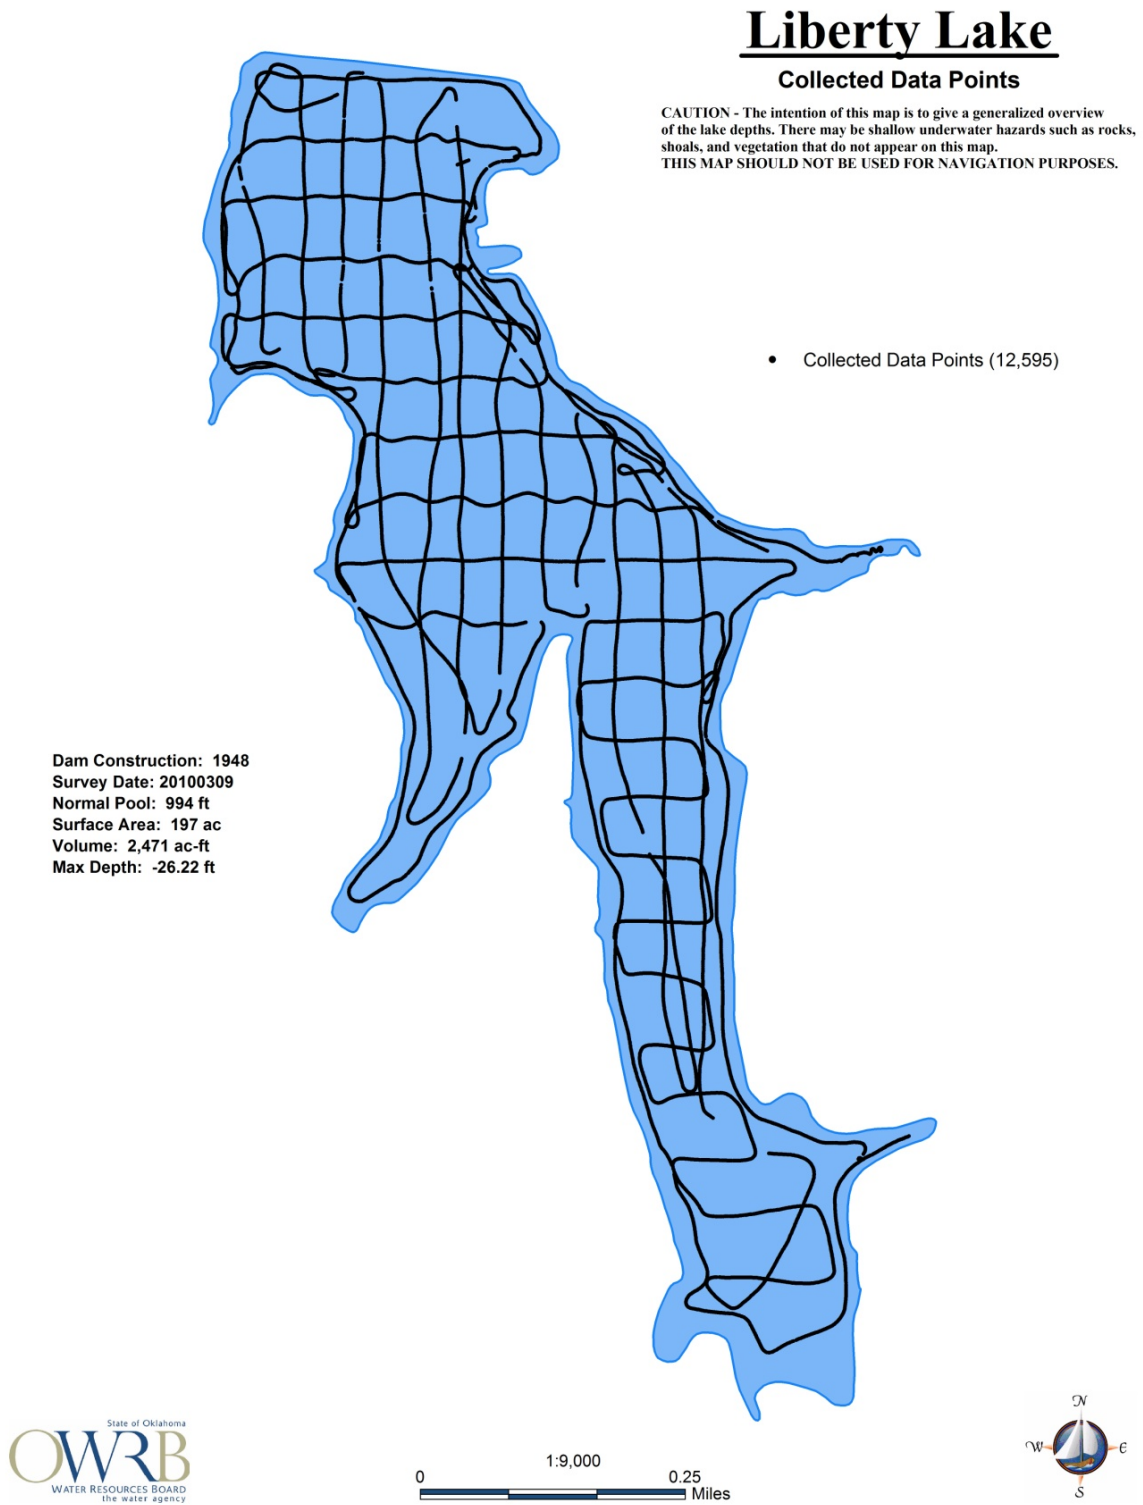 Liberty Lake
Collected Data Points
CAUTION - The intention of this map is to give a generalized overview
of the lake depths. There may be shallow underwater hazards such as rocks,
shoals, and vegetation that do not appear on this map.
THIS MAP SHOULD NOT BE USED FOR NAVIGATION PURPOSES.
Collected Data Points (12,595)
Dam Construction: 1948
Survey Date: 20100309
Normal Pool: 994 ft
Surface Area: 197 ac
Volume: 2,471 ac-ft
Max Depth: -26.22 ft
State of Oklahoma
OWRB
WATER RESOURCES BOARD
the water agency
1:9,000
0 0.25
Miles
N
W E
S